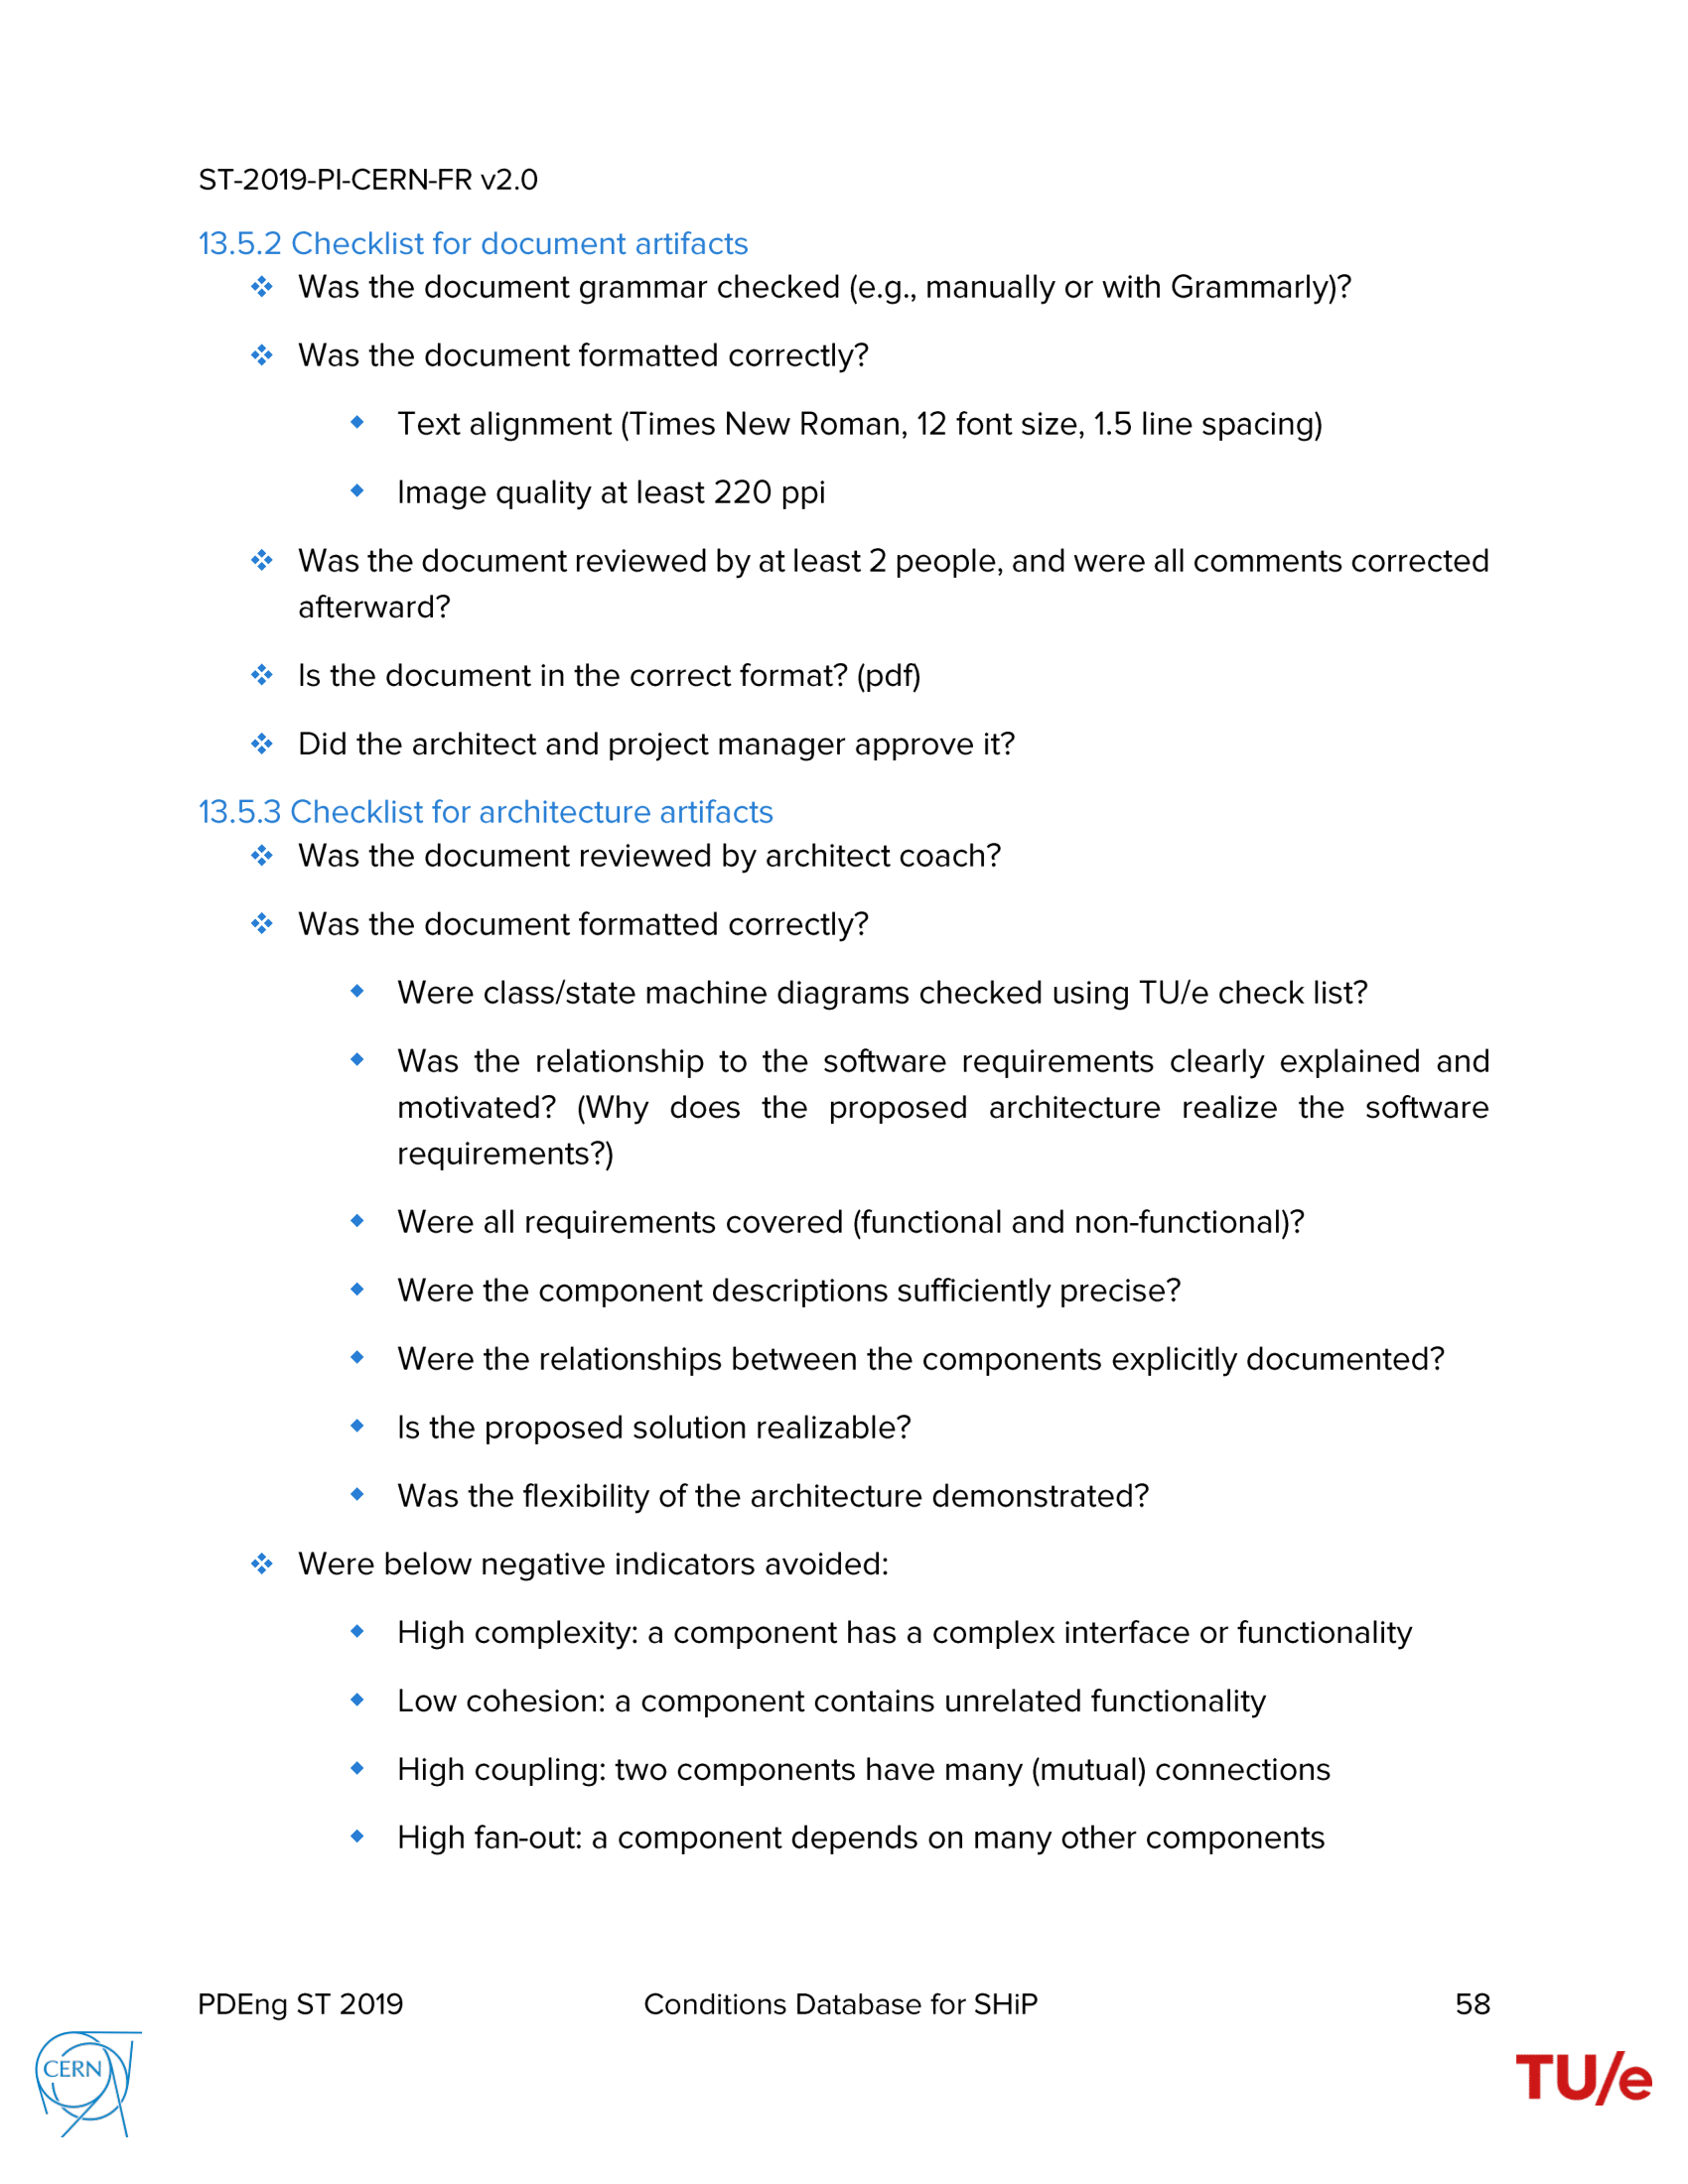 ST-2019-PI-CERN-FR v2.0
13.5.2 Checklist for document artifacts
Was the document grammar checked (e.g., manually or with Grammarly)?
Was the document formatted correctly?
Text alignment (Times New Roman, 12 font size, 1.5 line spacing)
Image quality at least 220 ppi
Was the document reviewed by at least 2 people, and were all comments corrected
afterward?
Is the document in the correct format? (pdf)
Did the architect and project manager approve it?
13.5.3 Checklist for architecture artifacts
Was the document reviewed by architect coach?
Was the document formatted correctly?
Were class/state machine diagrams checked using TU/e check list?
Was the relationship to the software requirements clearly explained and
motivated? (Why does the proposed architecture realize the software
requirements?)
Were all requirements covered (functional and non-functional)?
Were the component descriptions sufficiently precise?
Were the relationships between the components explicitly documented?
Is the proposed solution realizable?
Was the flexibility of the architecture demonstrated?
Were below negative indicators avoided:
High complexity: a component has a complex interface or functionality
Low cohesion: a component contains unrelated functionality
High coupling: two components have many (mutual) connections
High fan-out: a component depends on many other components
PDEng ST 2019 Conditions Database for SHiP 58
CERN
TU/e